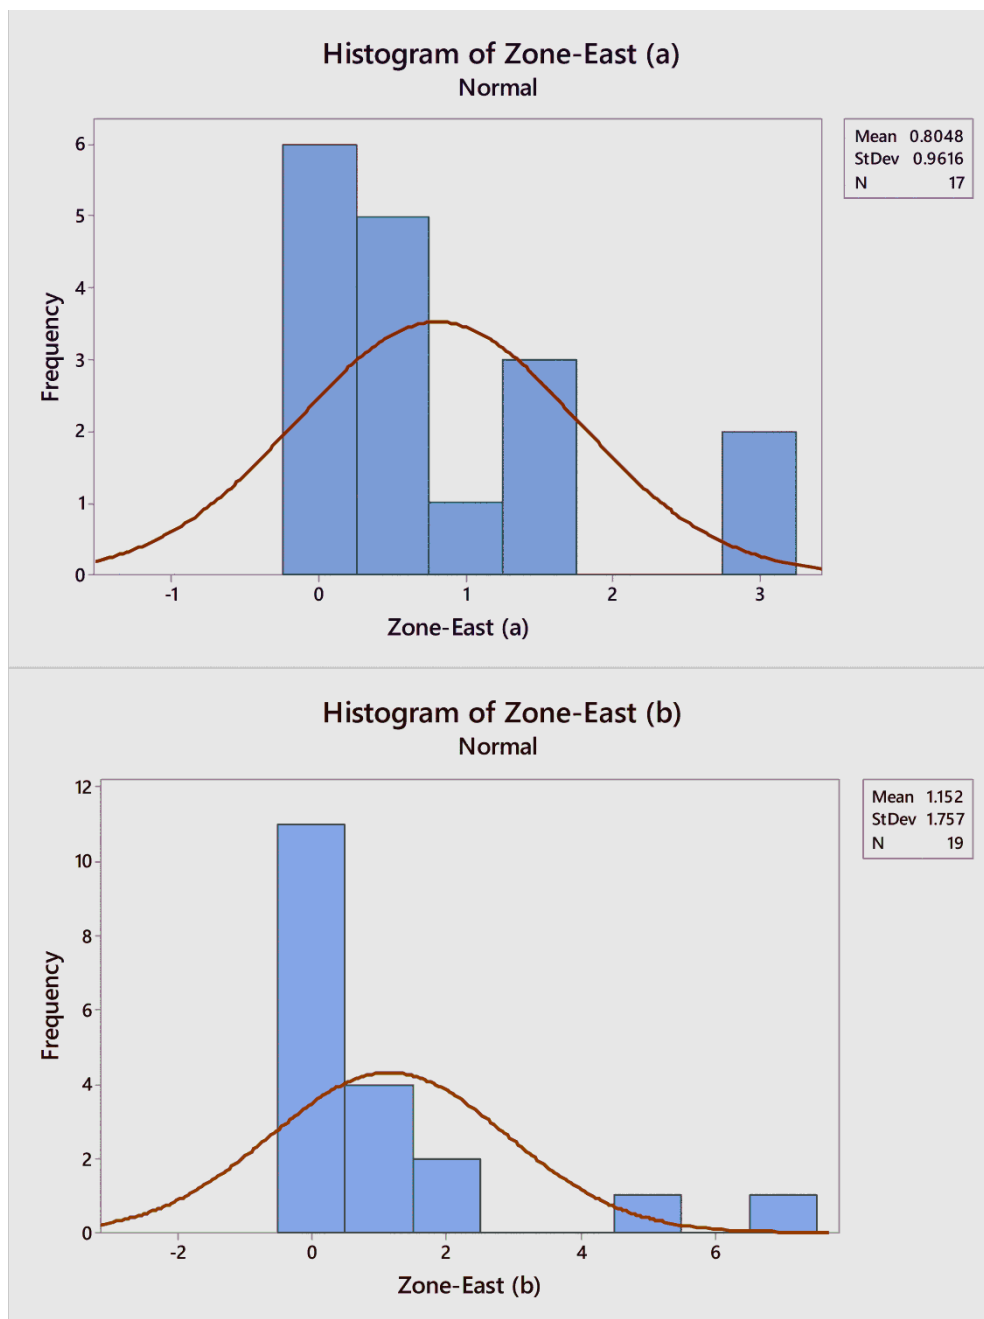 Histogram of Zone-East (a)
Normal
Mean 0.8048
StDev 0.9616
N 17
6
5
4
3
2
1
0
Frequency
-1 0 1 2 3
Zone-East (a)
Histogram of Zone-East (b)
Normal
Mean 1.152
StDev 1.757
N 19
12
10
8
6
4
2
0
Frequency
-2 0 2 4 6
Zone-East (b)